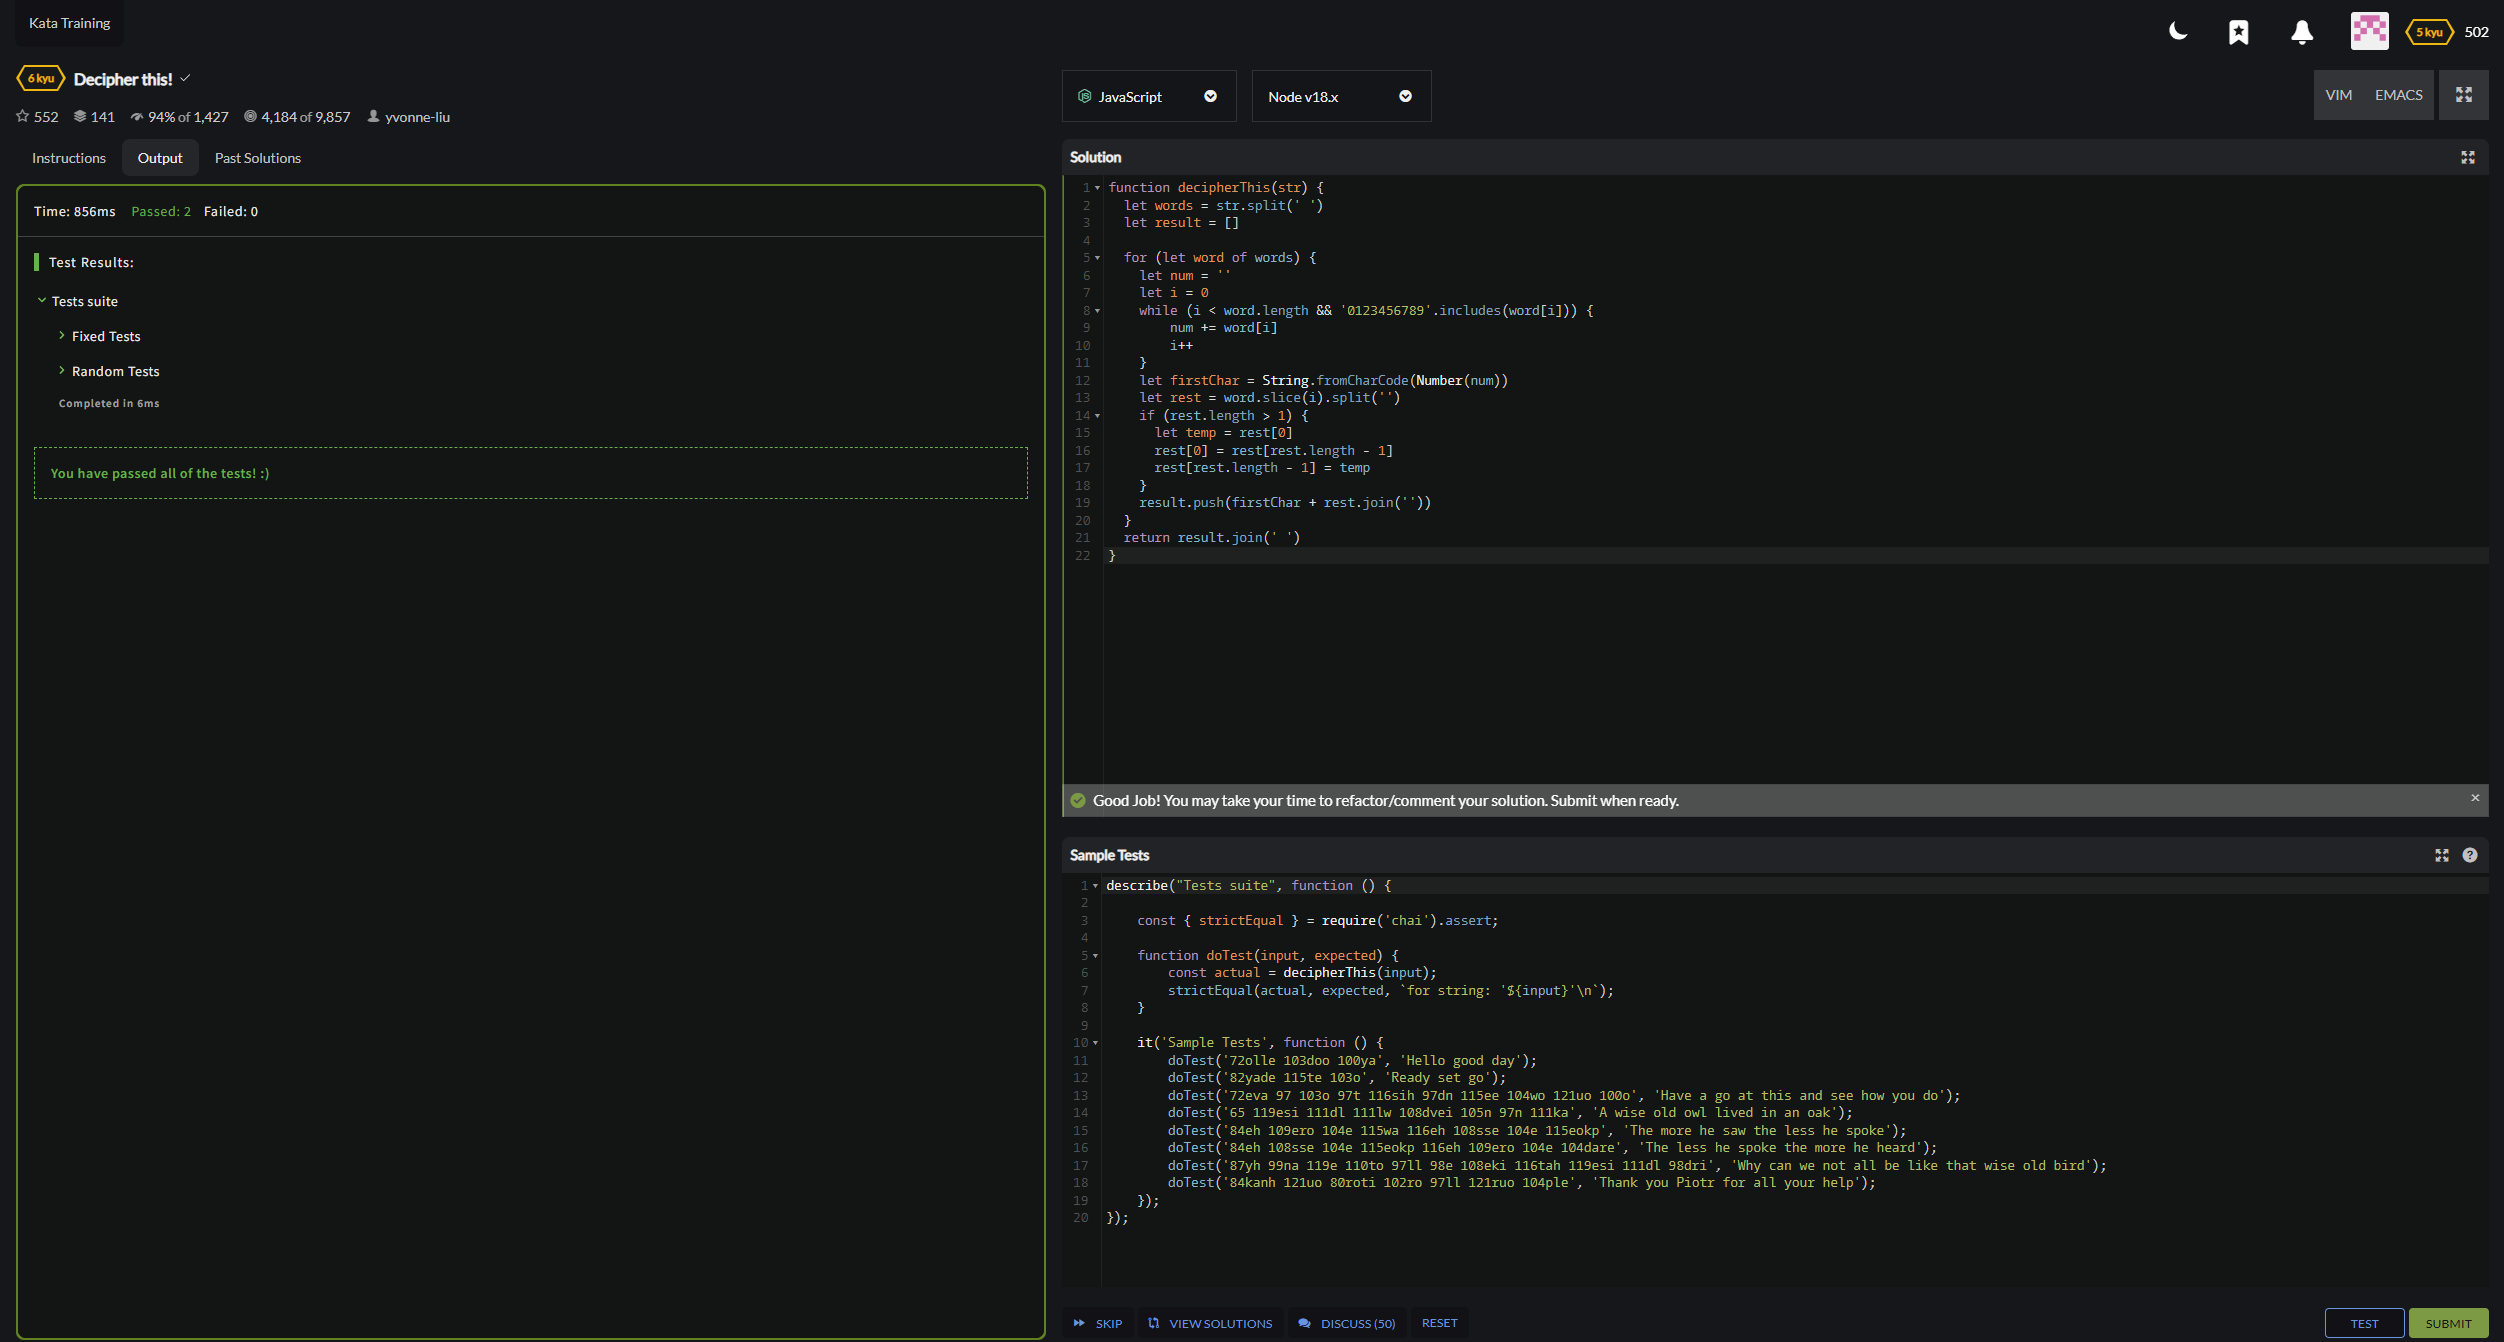 Kata Training
5 kyu 502
6 kyu Decipher this!
552 141 94% of 1,427 4,184 of 9,857 yvonne-liu
Instructions Output Past Solutions
Time: 856ms Passed: 2 Failed: 0
Test Results:
Tests suite
Fixed Tests
Random Tests
Completed in 6ms
You have passed all of the tests! :)
JavaScript Node v18.x VIM EMACS
Solution
1 function decipherThis(str) {
2 let words = str.split(' ')
3 let result = []
4
5 for (let word of words) {
6 let num = ''
7 let i = 0
8 while (i < word.length && '0123456789'.includes(word[i])) {
9 num += word[i]
10 i++
11 }
12 let firstChar = String.fromCharCode(Number(num))
13 let rest = word.slice(i).split('')
14 if (rest.length > 1) {
15 let temp = rest[0]
16 rest[0] = rest[rest.length - 1]
17 rest[rest.length - 1] = temp
18 }
19 result.push(firstChar + rest.join(''))
20 }
21 return result.join(' ')
22 }
Good Job! You may take your time to refactor/comment your solution. Submit when ready.
Sample Tests
1 describe("Tests suite", function () {
2
3 const { strictEqual } = require('chai').assert;
4
5 function doTest(input, expected) {
6 const actual = decipherThis(input);
7 strictEqual(actual, expected, `for string: '${input}'\n`);
8 }
9
10 it('Sample Tests', function () {
11 doTest('72olle 103doo 100ya', 'Hello good day');
12 doTest('82yade 115te 103o', 'Ready set go');
13 doTest('72eva 97 103o 97t 116sih 97dn 115ee 104wo 121uo 100o', 'Have a go at this and see how you do');
14 doTest('65 119esi 111dl 111lw 108dvei 105n 97n 111ka', 'A wise old owl lived in an oak');
15 doTest('84eh 109ero 104e 115wa 116eh 108sse 104e 115eokp', 'The more he saw the less he spoke');
16 doTest('84eh 108sse 104e 115eokp 116eh 109ero 104e 104dare', 'The less he spoke the more he heard');
17 doTest('87yh 99na 119e 110to 97ll 98e 108eki 116tah 119esi 111dl 98dri', 'Why can we not all be like that wise old bird');
18 doTest('84kanh 121uo 80roti 102ro 97ll 121ruo 104ple', 'Thank you Piotr for all your help');
19 });
20 });
SKIP VIEW SOLUTIONS DISCUSS (50) RESET TEST SUBMIT